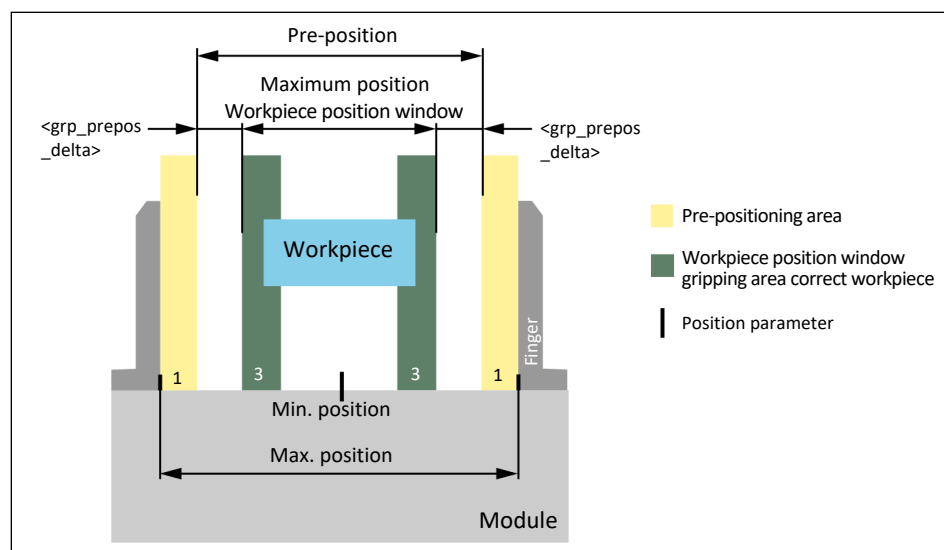 Pre-position
Maximum position
Workpiece position window
<grp_prepos
_delta>
<grp_prepos
_delta>
Workpiece
Pre-positioning area
Workpiece position window
gripping area correct workpiece
Position parameter
Finger
1
3
3
1
Min. position
Max. position
Module